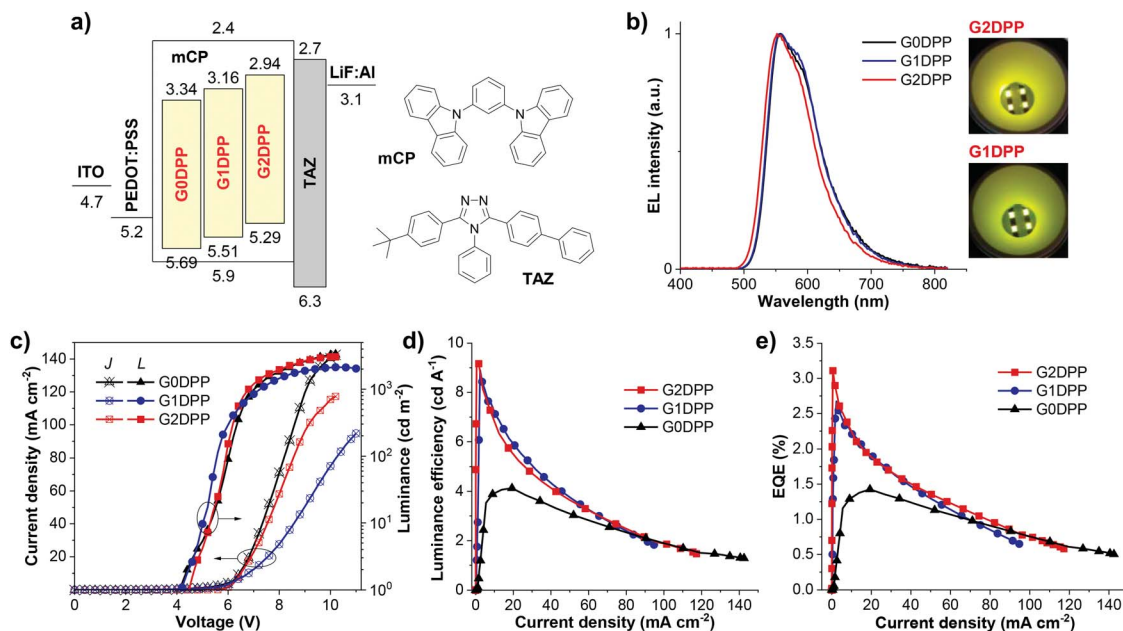 a)
2.4
mCP
2.7
2.94
3.16
3.34
LiF:Al
3.1
PEDOT:PSS
G0DPP
G1DPP
G2DPP
TAZ
ITO
4.7
5.2
5.29
5.51
5.69
5.9
6.3
mCP
N
N
N N
N
TAZ
b)
EL intensity (a.u.)
1
0
G0DPP
G1DPP
G2DPP
400 500 600 700 800
Wavelength (nm)
G2DPP
G1DPP
c)
Current density (mA cm-2)
140
120
100
80
60
40
20
J L
G0DPP
G1DPP
G2DPP
10³
10²
10¹
10⁰
Luminance (cd m-2)
0 2 4 6 8 10
Voltage (V)
d)
Luminance efficiency (cd A-1)
10
8
6
4
2
0
G2DPP
G1DPP
G0DPP
0 20 40 60 80 100 120 140
Current density (mA cm-2)
e)
EQE (%)
3.5
3.0
2.5
2.0
1.5
1.0
0.5
0.0
G2DPP
G1DPP
G0DPP
0 20 40 60 80 100 120 140
Current density (mA cm-2)